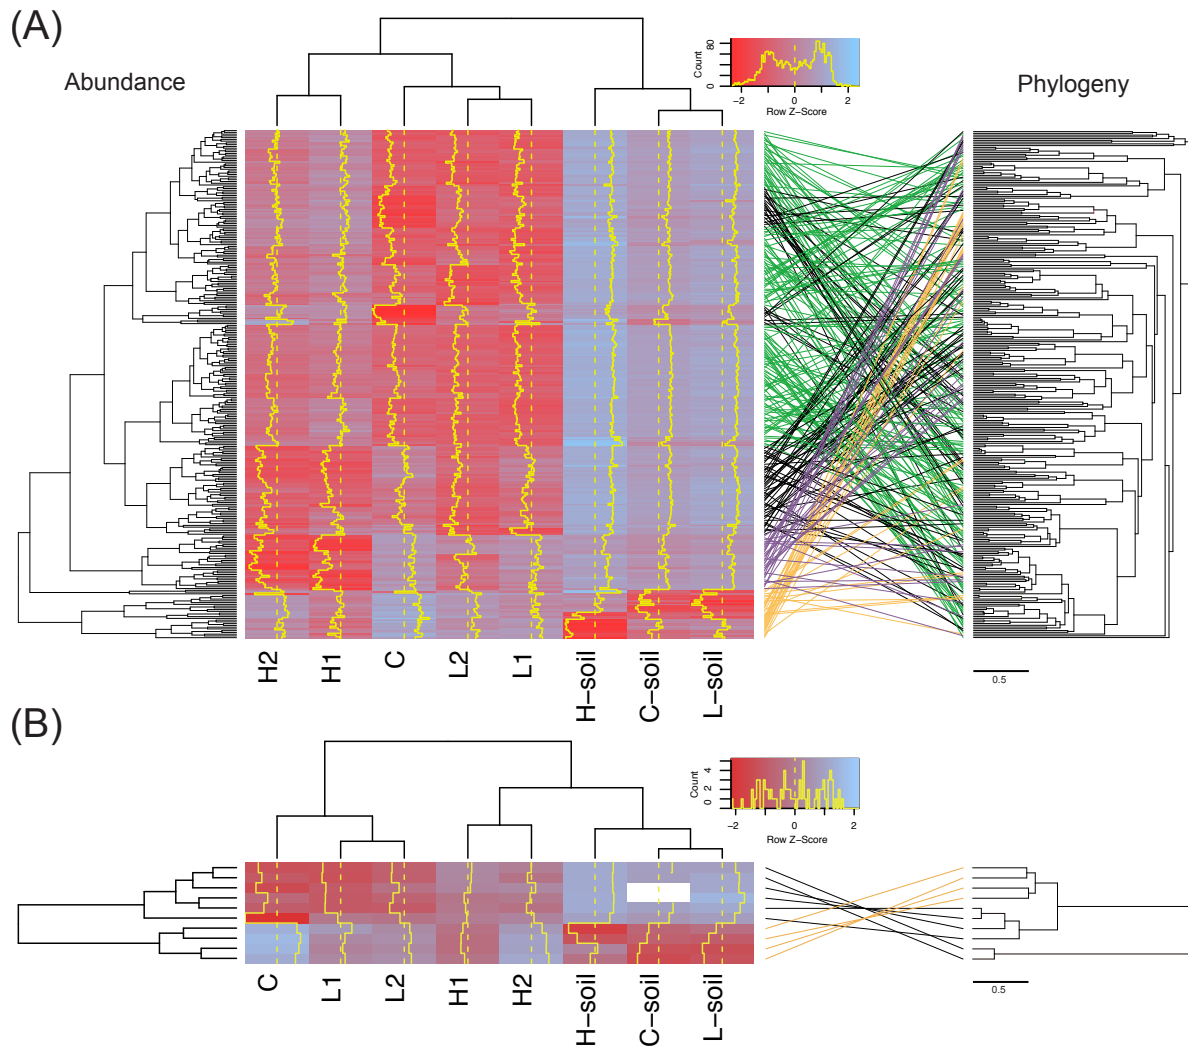 (A)
Abundance
Phylogeny
Count
0
80
−2
0
2
Row Z−Score
H2
H1
C
L2
L1
H−soil
C−soil
L−soil
0.5
(B)
Count
0
2
4
−2
0
2
Row Z−Score
C
L1
L2
H1
H2
H−soil
C−soil
L−soil
0.5